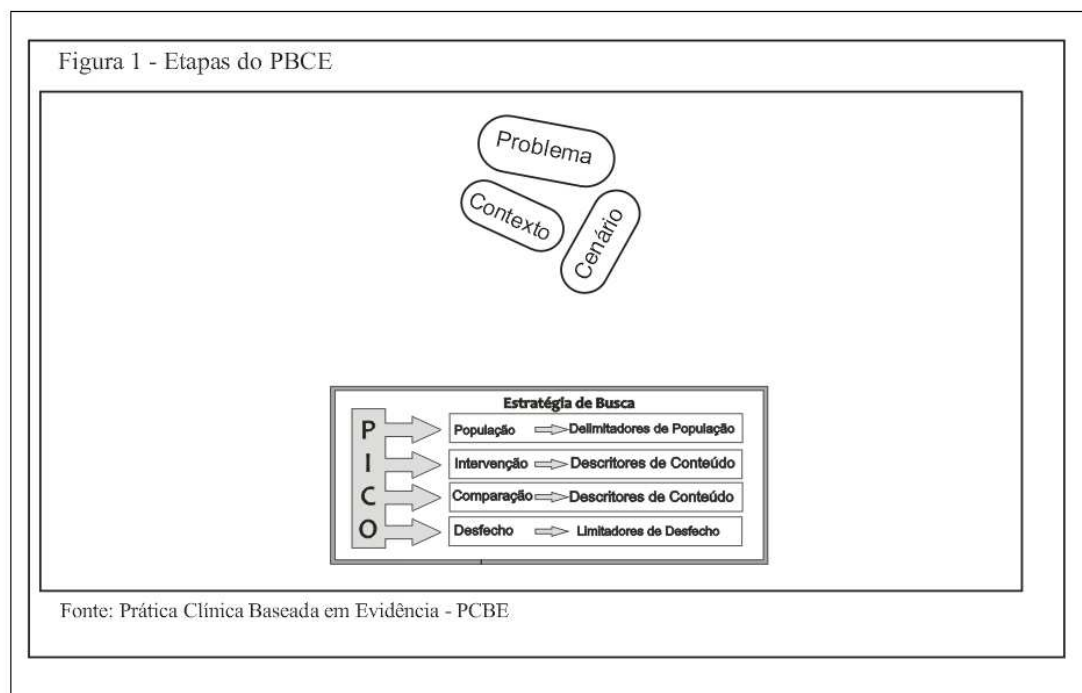 Figura 1 - Etapas do PBCE
Problema
Contexto
Cenário
Estratégia de Busca
P População Delimitadores de População
I Intervenção Descritores de Conteúdo
C Comparação Descritores de Conteúdo
O Desfecho Limitadores de Desfecho
Fonte: Prática Clínica Baseada em Evidência - PCBE